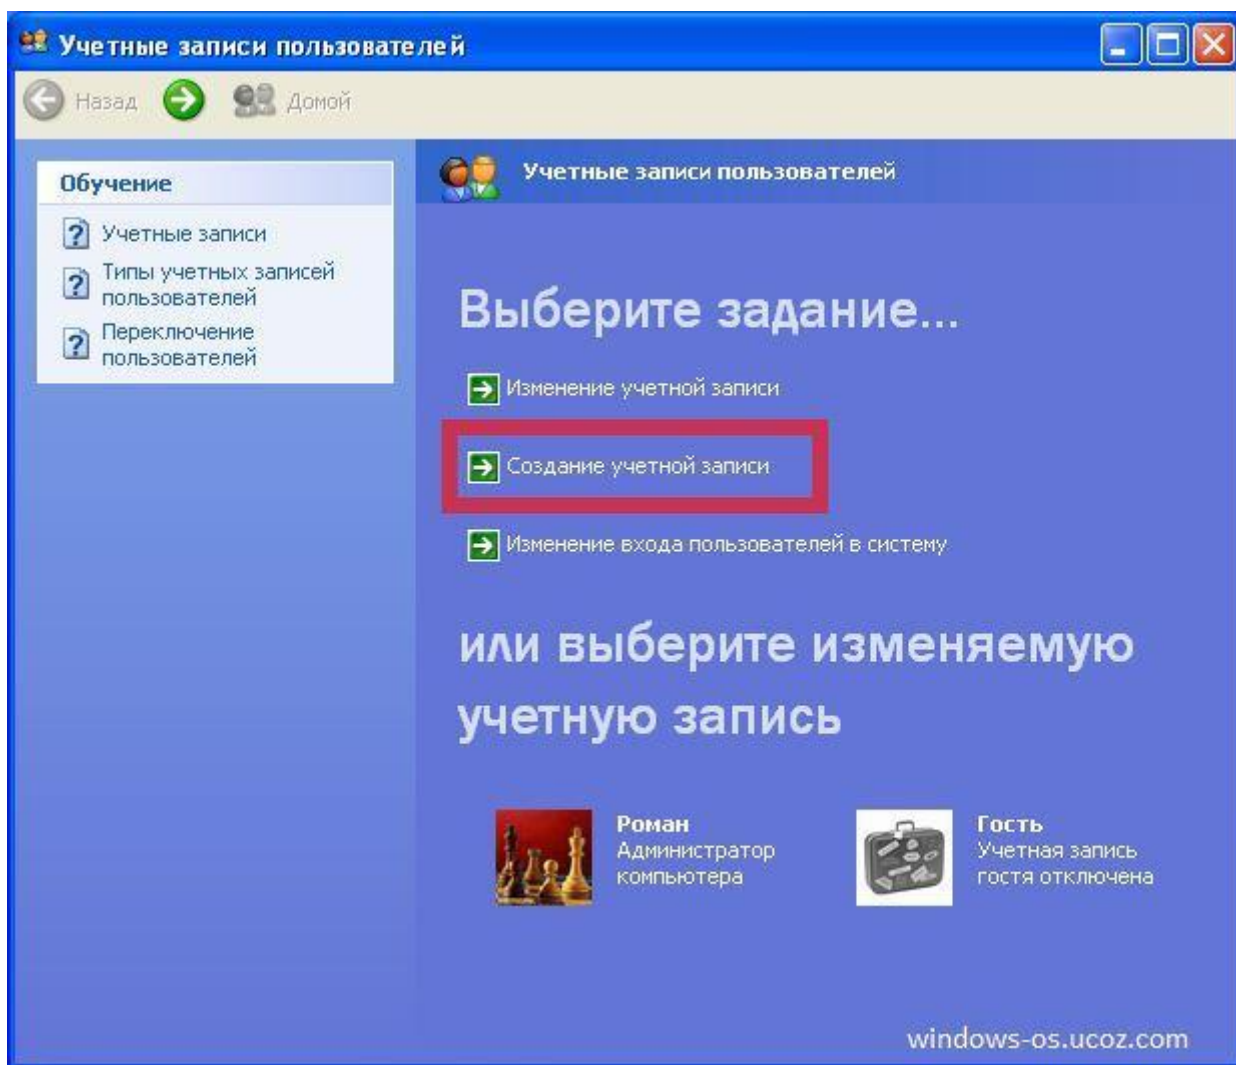 Учетные записи пользователей
Назад
Домой
Обучение
Учетные записи
Типы учетных записей
пользователей
Переключение
пользователей
Учетные записи пользователей
Выберите задание...
Изменение учетной записи
Создание учетной записи
Изменение входа пользователей в систему
или выберите изменяемую
учетную запись
Роман
Администратор
компьютера
Гость
Учетная запись
гостя отключена
windows-os.ucoz.com